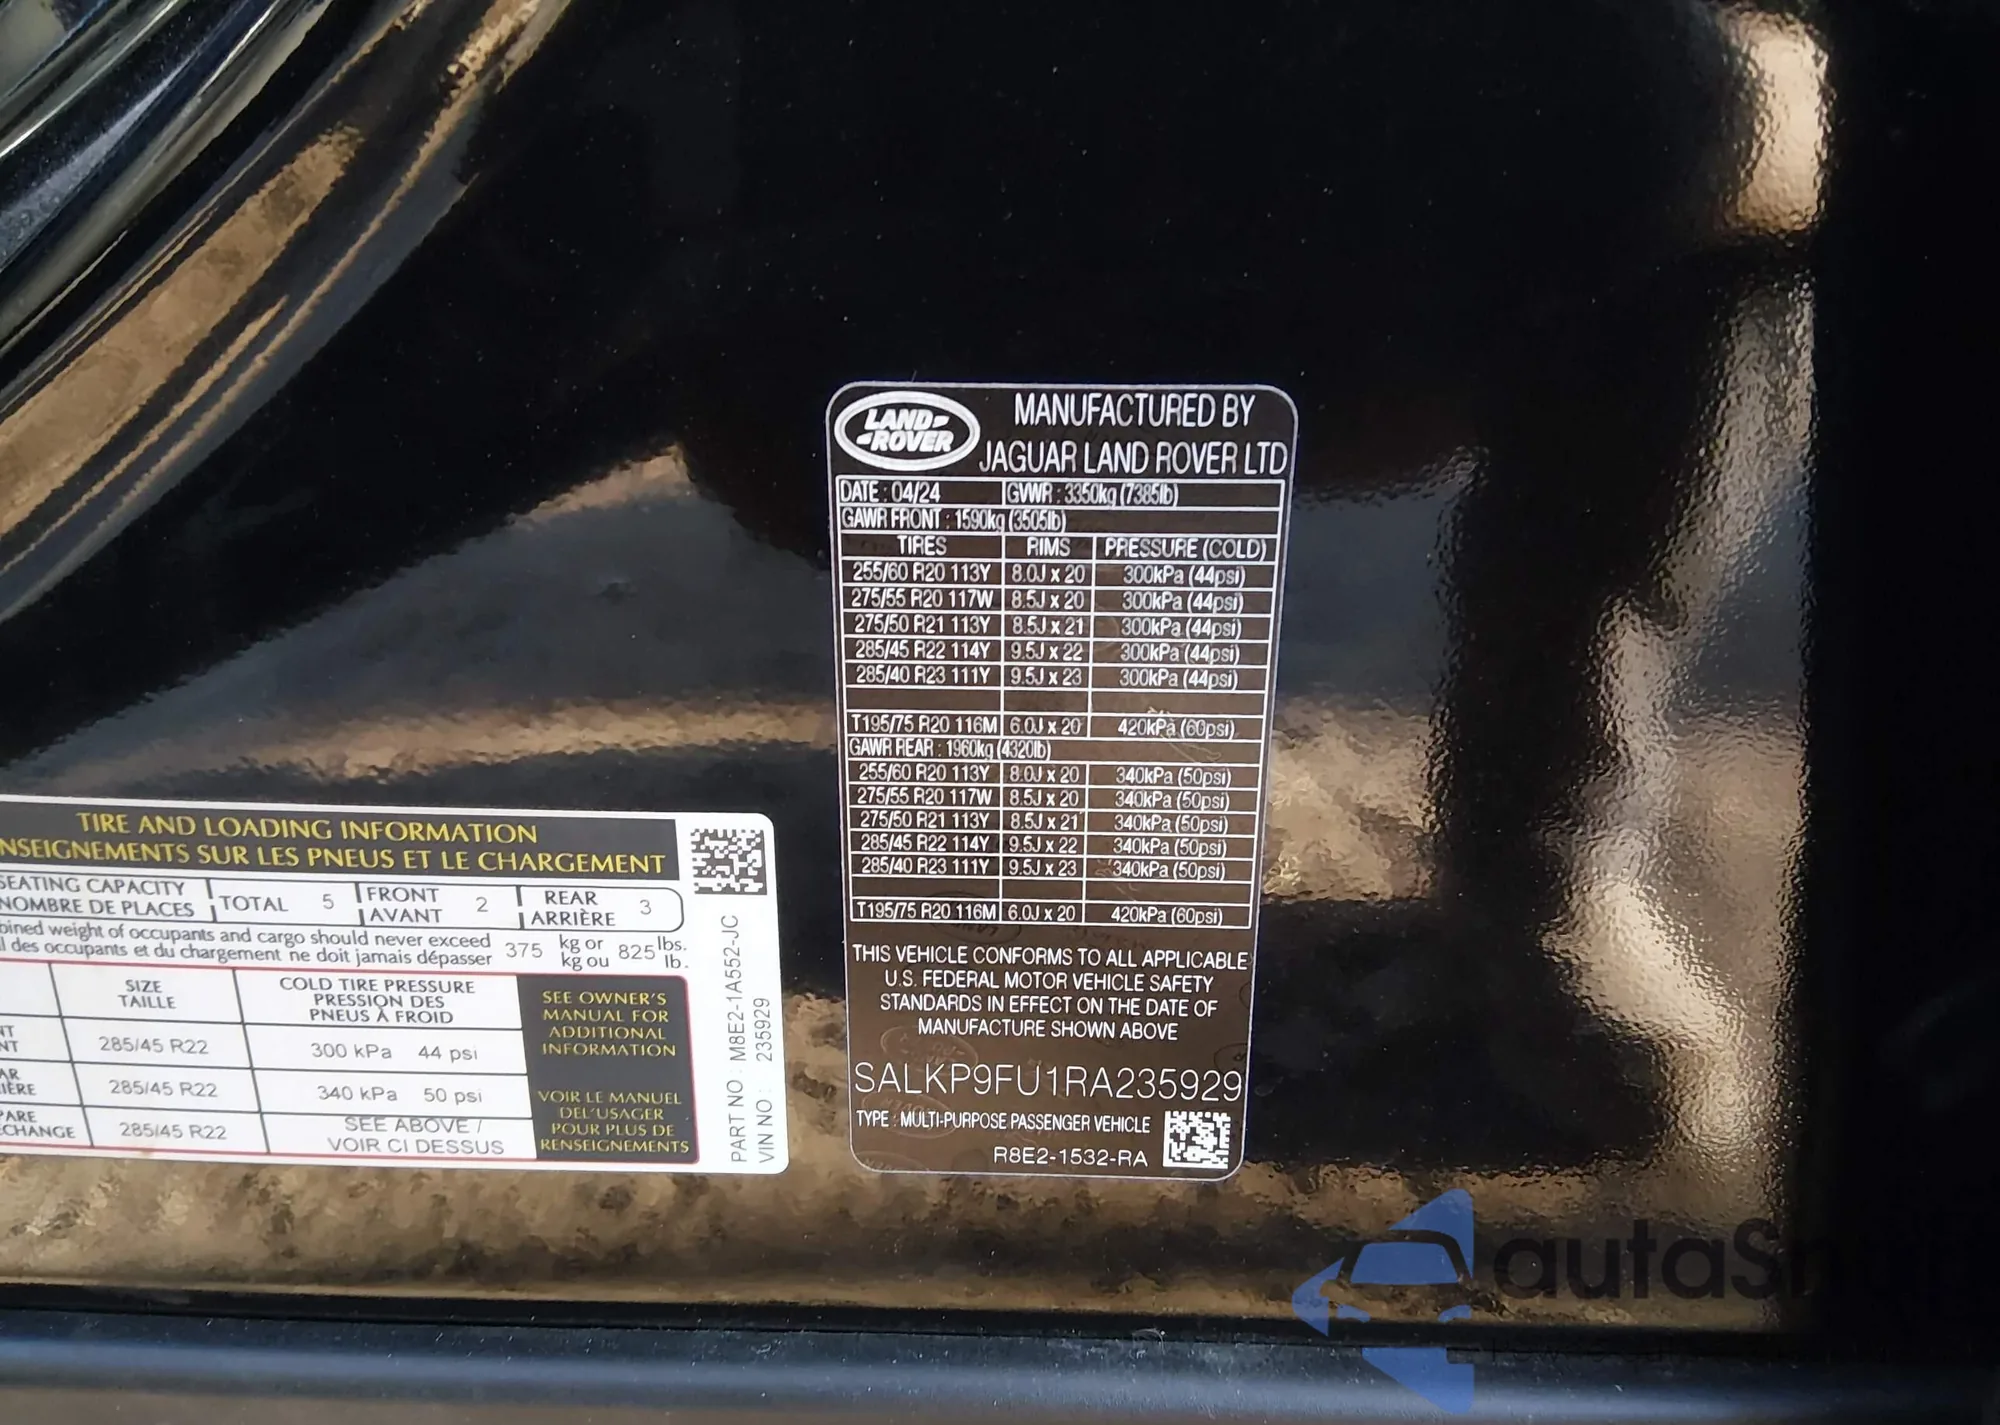 LAND-
-ROVER
MANUFACTURED BY
JAGUAR LAND ROVER LTD
DATE : 04/24 GVWR : 3350kg (7385lb)
GAWR FRONT : 1590kg (3505lb)
TIRES RIMS PRESSURE (COLD)
255/60 R20 113Y 8.0J x 20 300kPa (44psi)
275/55 R20 117W 8.5J x 20 300kPa (44psi)
275/50 R21 113Y 8.5J x 21 300kPa (44psi)
285/45 R22 114Y 9.5J x 22 300kPa (44psi)
285/40 R23 111Y 9.5J x 23 300kPa (44psi)
T195/75 R20 116M 6.0J x 20 420kPa (60psi)
GAWR REAR : 1960kg (4320lb)
255/60 R20 113Y 8.0J x 20 340kPa (50psi)
275/55 R20 117W 8.5J x 20 340kPa (50psi)
275/50 R21 113Y 8.5J x 21 340kPa (50psi)
285/45 R22 114Y 9.5J x 22 340kPa (50psi)
285/40 R23 111Y 9.5J x 23 340kPa (50psi)
T195/75 R20 116M 6.0J x 20 420kPa (60psi)
THIS VEHICLE CONFORMS TO ALL APPLICABLE
U.S. FEDERAL MOTOR VEHICLE SAFETY
STANDARDS IN EFFECT ON THE DATE OF
MANUFACTURE SHOWN ABOVE
SALKP9FU1RA235929
TYPE : MULTI-PURPOSE PASSENGER VEHICLE
R8E2-1532-RA
TIRE AND LOADING INFORMATION
NSEIGNEMENTS SUR LES PNEUS ET LE CHARGEMENT
SEATING CAPACITY TOTAL 5 FRONT 2 REAR 3
NOMBRE DE PLACES AVANT ARRIÈRE
bined weight of occupants and cargo should never exceed 375 kg or 825 lbs.
l des occupants et du chargement ne doit jamais dépasser kg ou lb.
SIZE COLD TIRE PRESSURE
TAILLE PRESSION DES
PNEUS À FROID
NT 285/45 R22 300 kPa 44 psi
AR 285/45 R22 340 kPa 50 psi
IÈRE
PARE 285/45 R22 SEE ABOVE /
CHANGE VOIR CI DESSUS
SEE OWNER'S
MANUAL FOR
ADDITIONAL
INFORMATION
VOIR LE MANUEL
DEL'USAGER
POUR PLUS DE
RENSEIGNEMENTS
PART NO : M8E2-1A552-JC
VIN NO : 235929
autaSn